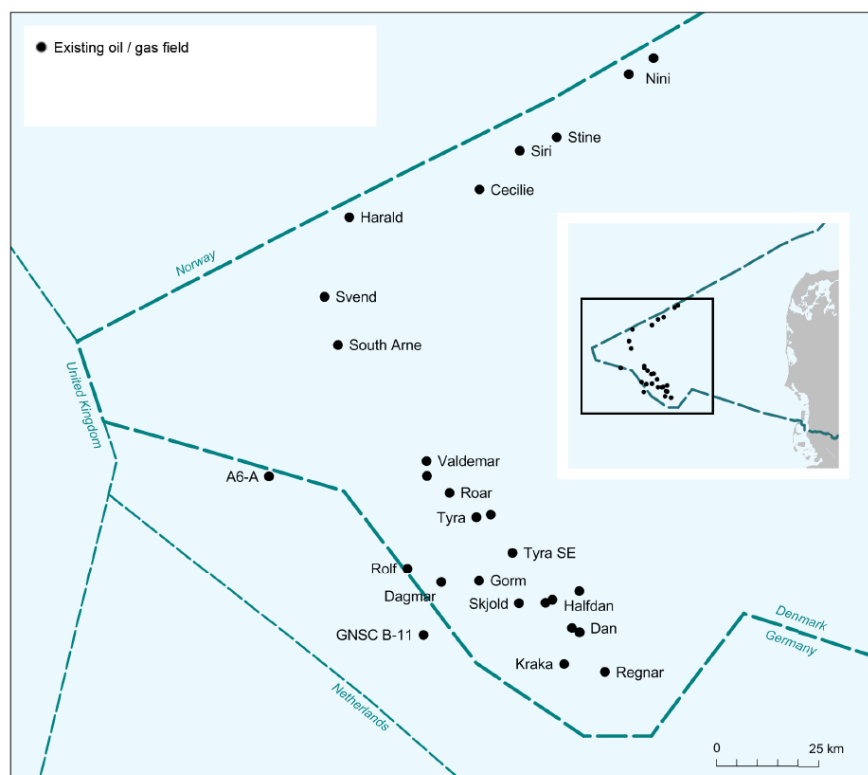 Existing oil / gas field
Nini
Stine
Siri
Cecilie
Harald
Norway
Svend
South Arne
United Kingdom
Valdemar
A6-A
Roar
Tyra
Tyra SE
Rolf
Gorm
Dagmar
Skjold
Halfdan
GNSC B-11
Dan
Denmark
Germany
Kraka
Regnar
Netherlands
0 25 km